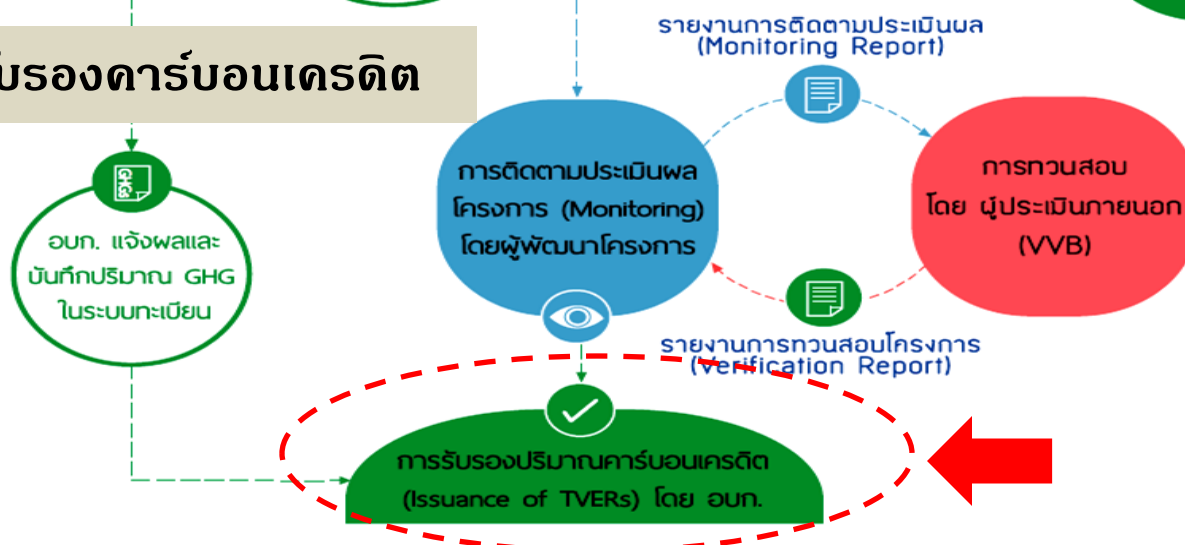 รายงานการติดตามประเมินผล
(Monitoring Report)
รับรองคาร์บอนเครดิต
การติดตามประเมินผล
โครงการ (Monitoring)
โดยผู้พัฒนาโครงการ
การทวนสอบ
โดย ผู้ประเมินภายนอก
(VVB)
GHGs
อบก. แจ้งผลและ
บันทึกปริมาณ GHG
ในระบบทะเบียน
รายงานการทวนสอบโครงการ
(Verification Report)
การรับรองปริมาณคาร์บอนเครดิต
(Issuance of TVERs) โดย อบก.